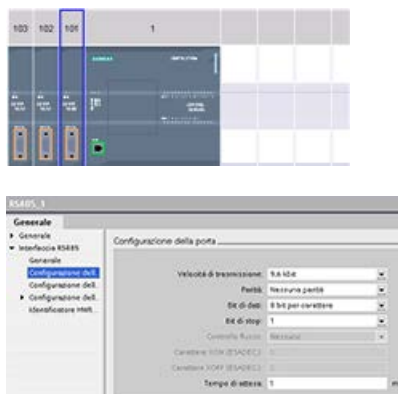 103 102 101 1
SIEMENS
RS485_1
Generale
Generale
Interfaccia RS485
Generale
Configurazione dell..
Configurazione dell..
Configurazione dell..
Identificatore HW
Configurazione della porta
Velocità di trasmissione: 9.6 kbit
Parità: Nessuna parità
Bit di dati: 8 bit per carattere
Bit di stop: 1
Controllo flusso: Nessuno
Carattere XON (ESADEC.):
Carattere XOFF (ESADEC.):
Tempo di attesa: 1 m